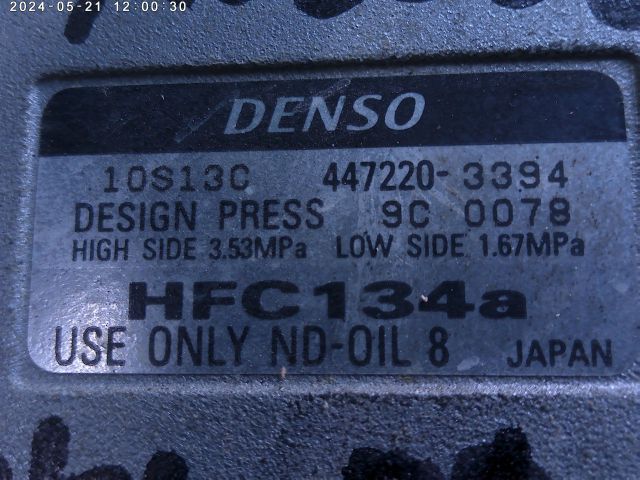 2024-05-21 12:00:30
DENSO
10S13C 447220-3394
DESIGN PRESS 9C 0078
HIGH SIDE 3.53MPa LOW SIDE 1.67MPa
HFC134a
USE ONLY ND-OIL 8 JAPAN